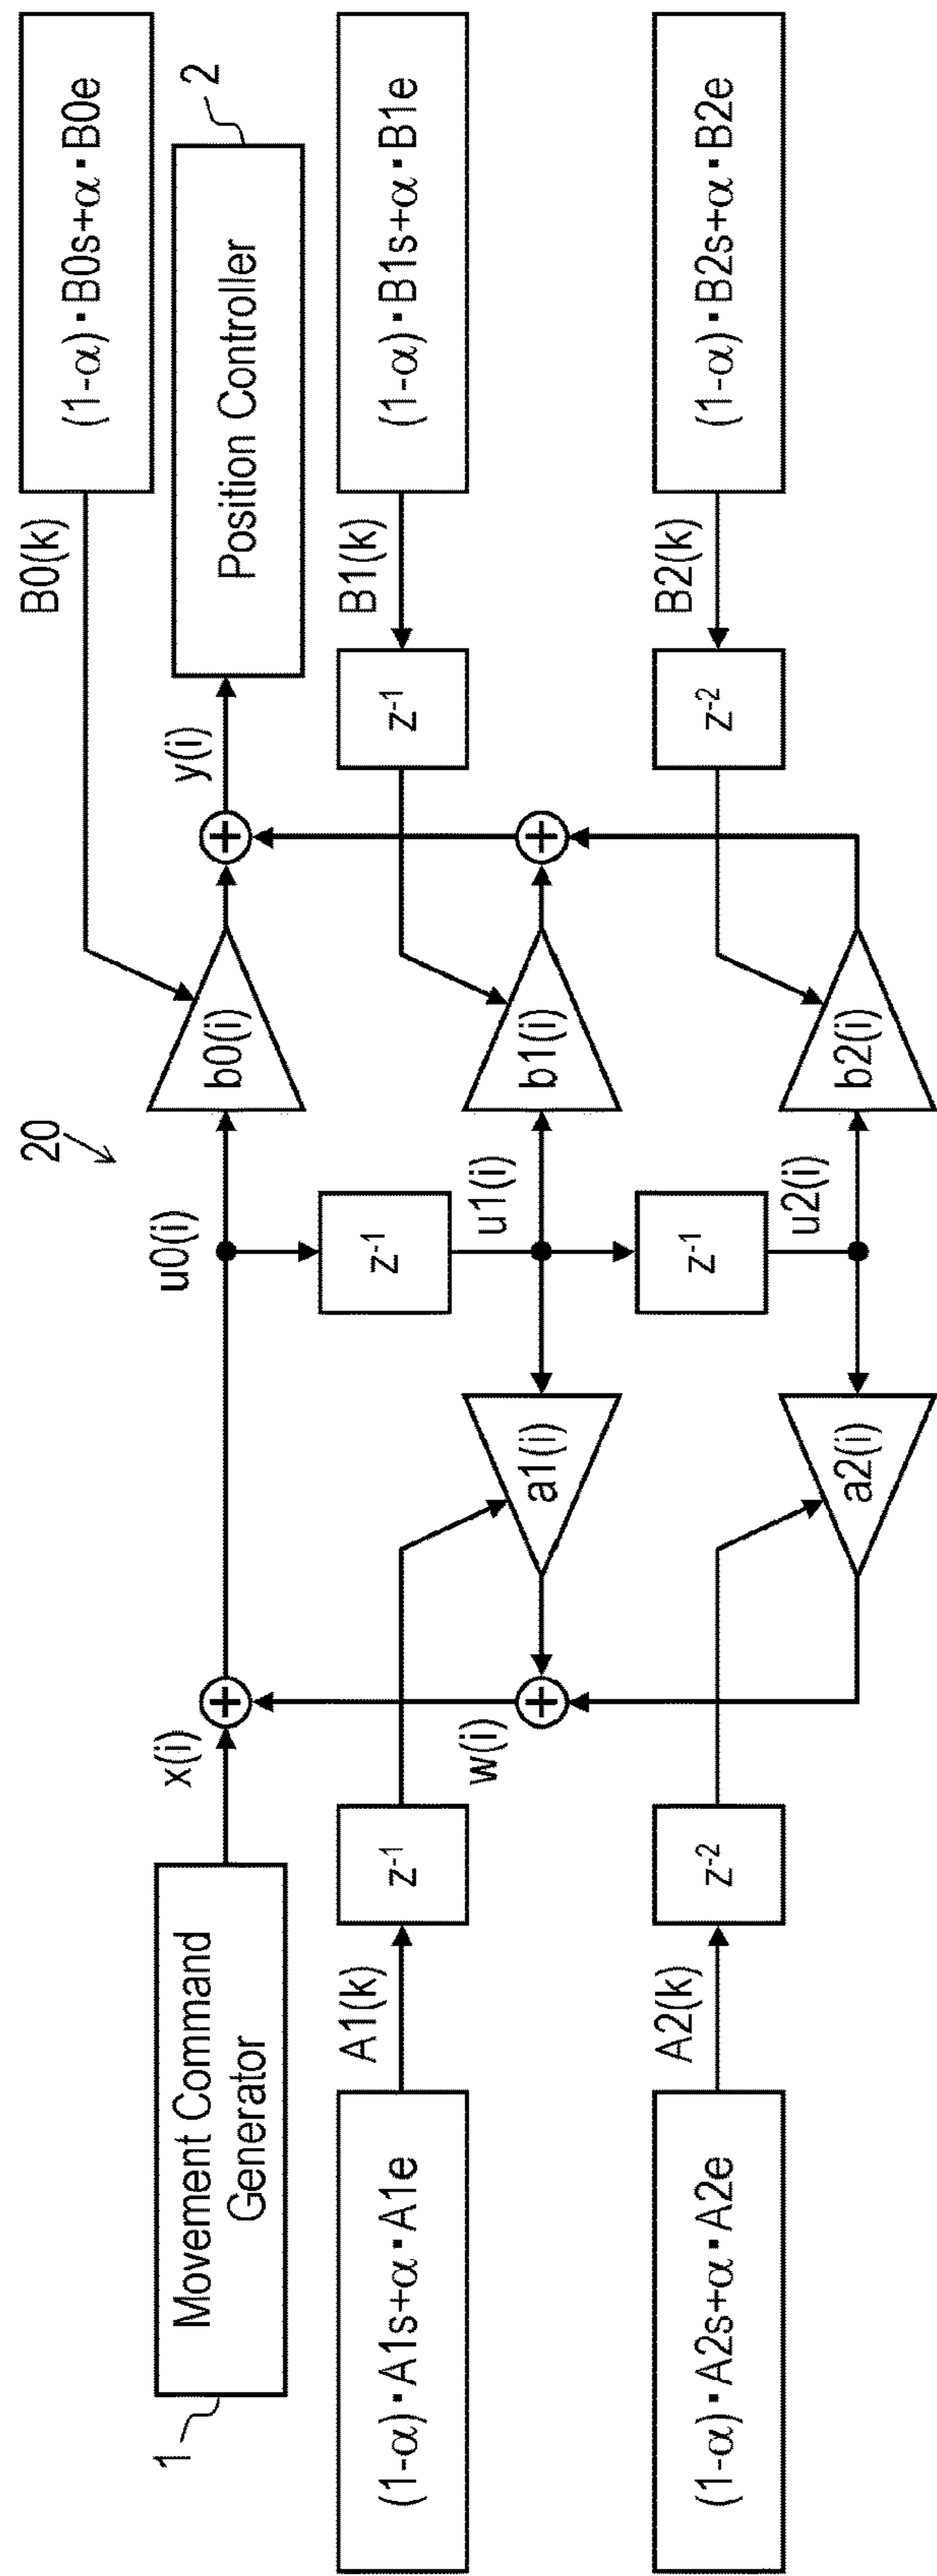 20
B0(k)
(1-α)・B0s+α・B0e
1
Movement Command
Generator
x(i)
u0(i)
b0(i)
y(i)
Position Controller
2
(1-α)・A1s+α・A1e
A1(k)
z-1
w(i)
a1(i)
z-1
u1(i)
b1(i)
z-1
B1(k)
(1-α)・B1s+α・B1e
(1-α)・A2s+α・A2e
A2(k)
z-2
a2(i)
z-1
u2(i)
b2(i)
z-2
B2(k)
(1-α)・B2s+α・B2e